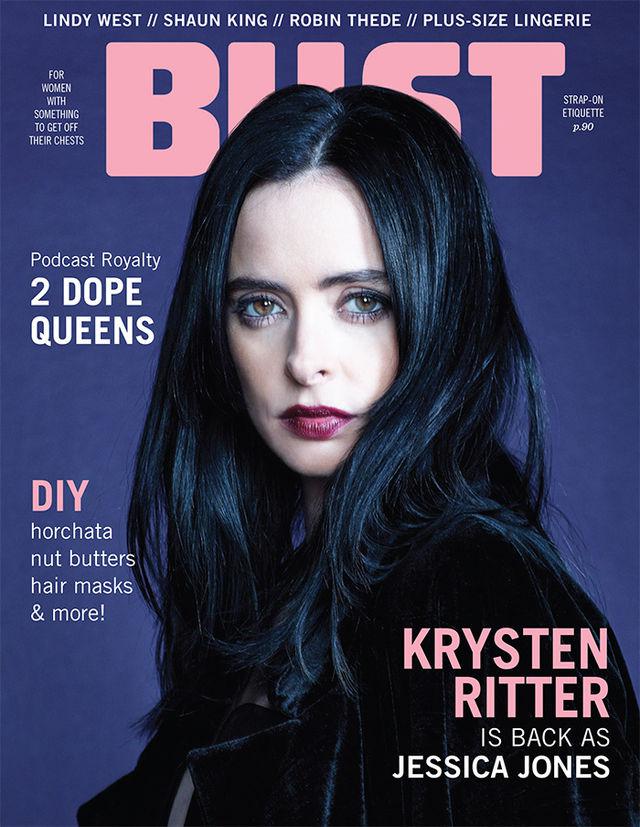 LINDY WEST // SHAUN KING // ROBIN THEDE // PLUS-SIZE LINGERIE
BUST
FOR
WOMEN
WITH
SOMETHING
TO GET OFF
THEIR CHESTS
STRAP-ON
ETIQUETTE
p.90
Podcast Royalty
2 DOPE
QUEENS
DIY
horchata
nut butters
hair masks
& more!
KRYSTEN
RITTER
IS BACK AS
JESSICA JONES